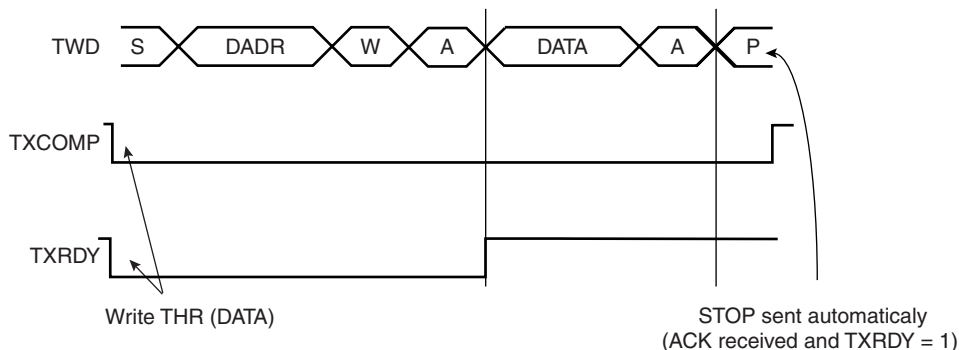 TWD S DADR W A DATA A P
TXCOMP
TXRDY
Write THR (DATA)
STOP sent automaticaly
(ACK received and TXRDY = 1)